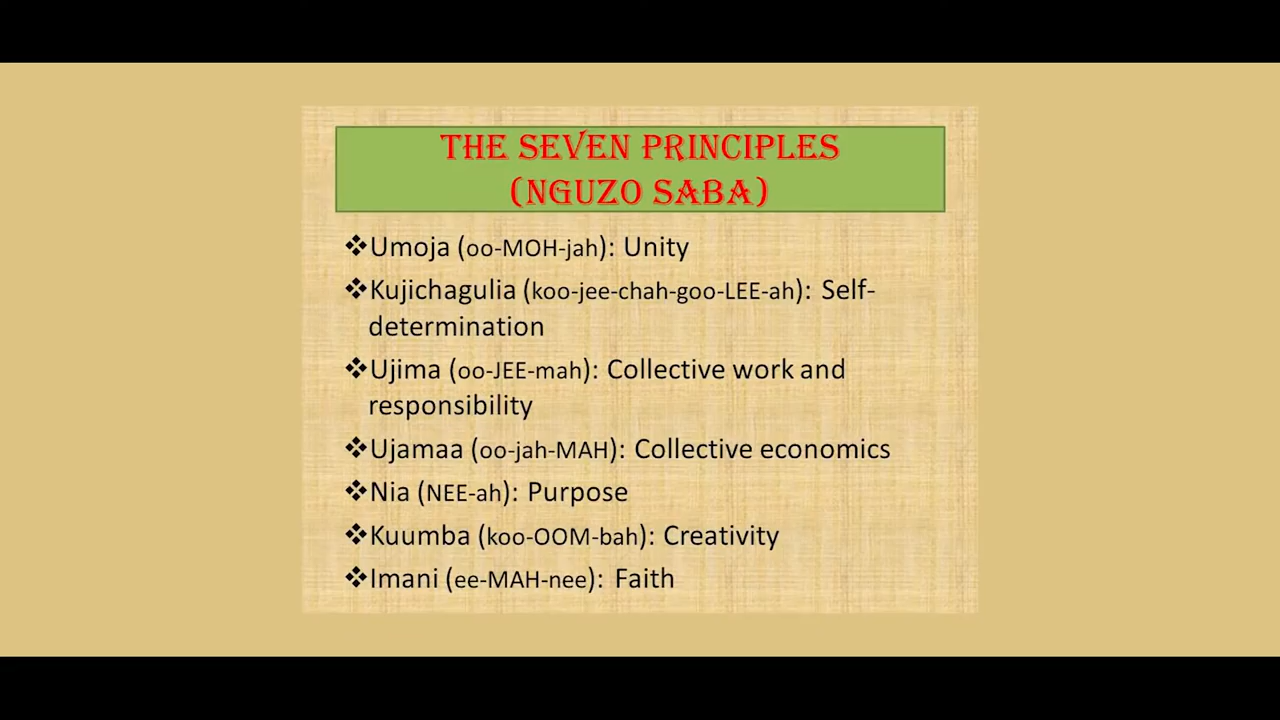 THE SEVEN PRINCIPLES
(NGUZO SABA)
❖Umoja (oo-MOH-jah): Unity
❖Kujichagulia (koo-jee-chah-goo-LEE-ah): Self-
determination
❖Ujima (oo-JEE-mah): Collective work and
responsibility
❖Ujamaa (oo-jah-MAH): Collective economics
❖Nia (NEE-ah): Purpose
❖Kuumba (koo-OOM-bah): Creativity
❖Imani (ee-MAH-nee): Faith